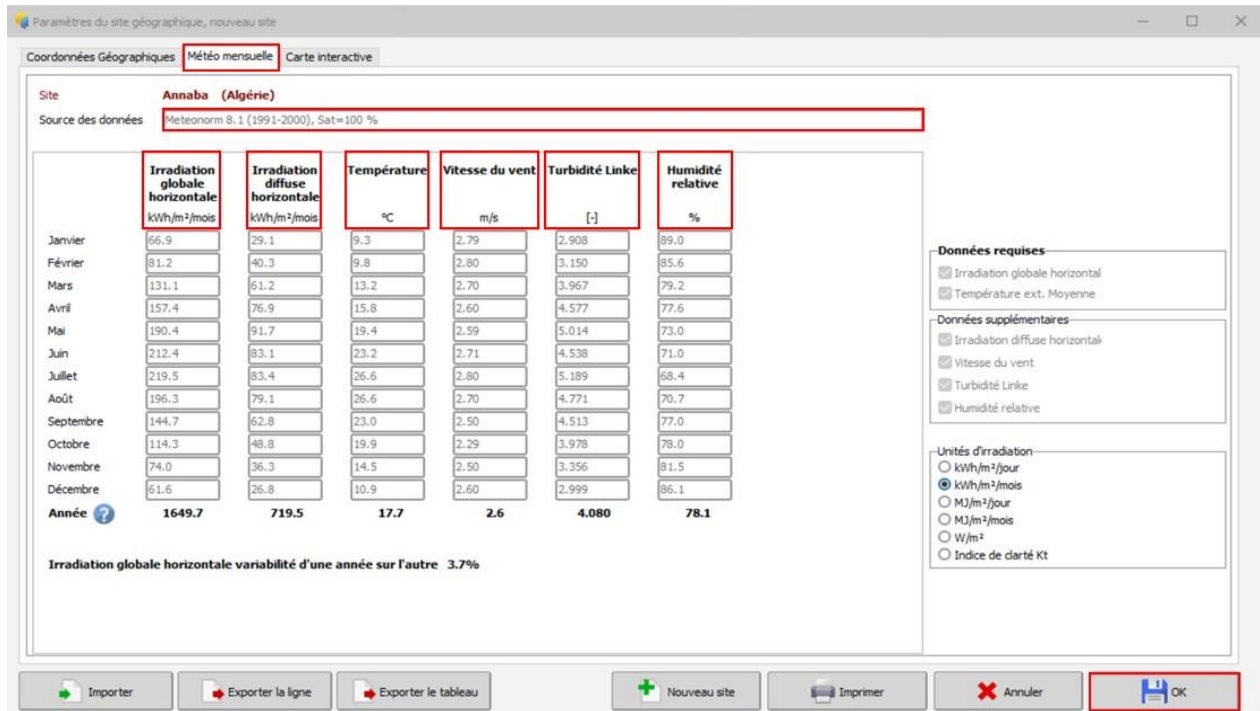 Paramètres du site géographique, nouveau site
Coordonnées Géographiques Météo mensuelle Carte interactive
Site Annaba (Algérie)
Source des données Meteonorm 8.1 (1991-2000), Sat=100 %
Irradiation globale horizontale kWh/m²/mois
Irradiation diffuse horizontale kWh/m²/mois
Température °C
Vitesse du vent m/s
Turbidité Linke [-]
Humidité relative %
Janvier 66.9 29.1 9.3 2.79 2.908 89.0
Février 81.2 40.3 9.8 2.80 3.150 85.6
Mars 131.1 61.2 13.2 2.70 3.967 79.2
Avril 157.4 76.9 15.8 2.60 4.577 77.6
Mai 190.4 91.7 19.4 2.59 5.014 73.0
Juin 212.4 83.1 23.2 2.71 4.538 71.0
Juillet 219.5 83.4 26.6 2.80 5.189 68.4
Août 196.3 79.1 26.6 2.70 4.771 70.7
Septembre 144.7 62.8 23.0 2.50 4.513 77.0
Octobre 114.3 48.8 19.9 2.29 3.978 78.0
Novembre 74.0 36.3 14.5 2.50 3.356 81.5
Décembre 61.6 26.8 10.9 2.60 2.999 86.1
Année ? 1649.7 719.5 17.7 2.6 4.080 78.1
Irradiation globale horizontale variabilité d'une année sur l'autre 3.7%
Données requises
Irradiation globale horizontal
Température ext. Moyenne
Données supplémentaires
Irradiation diffuse horizontale
Vitesse du vent
Turbidité Linke
Humidité relative
Unités d'irradiation
kWh/m²/jour
kWh/m²/mois
MJ/m²/jour
MJ/m²/mois
W/m²
Indice de clarté Kt
Importer Exporter la ligne Exporter le tableau Nouveau site Imprimer Annuler OK